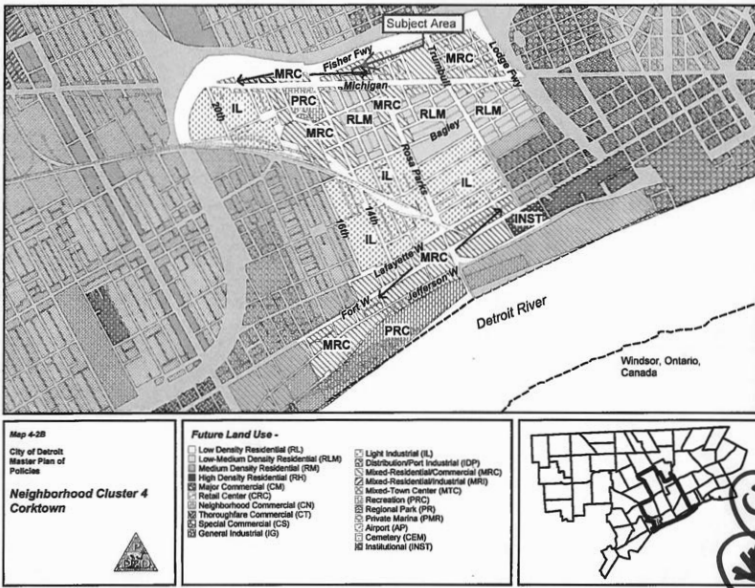 Subject Area
Fisher Fwy
Lodge Fwy
Trumbull
MRC
MRC
Michigan
20th
IL
PRC
MRC
MRC
RLM
RLM
RLM
Bagley
Rosa Parks
IL
IL
14th
16th
IL
INST
Lafayette W
MRC
Fort W
Jefferson W
MRC
PRC
Detroit River
Windsor, Ontario,
Canada
Map 4-2B
City of Detroit
Master Plan of
Policies
Neighborhood Cluster 4
Corktown
Future Land Use -
Low Density Residential (RL)
Low-Medium Density Residential (RLM)
Medium Density Residential (RM)
High Density Residential (RH)
Major Commercial (CM)
Retail Center (CRC)
Neighborhood Commercial (CN)
Thoroughfare Commercial (CT)
Special Commercial (CS)
General Industrial (IG)
Light Industrial (IL)
Distribution/Port Industrial (IDP)
Mixed-Residential/Commercial (MRC)
Mixed-Residential/Industrial (MRI)
Mixed-Town Center (MTC)
Recreation (PRC)
Regional Park (PR)
Private Marina (PMR)
Airport (AP)
Cemetery (CEM)
Institutional (INST)